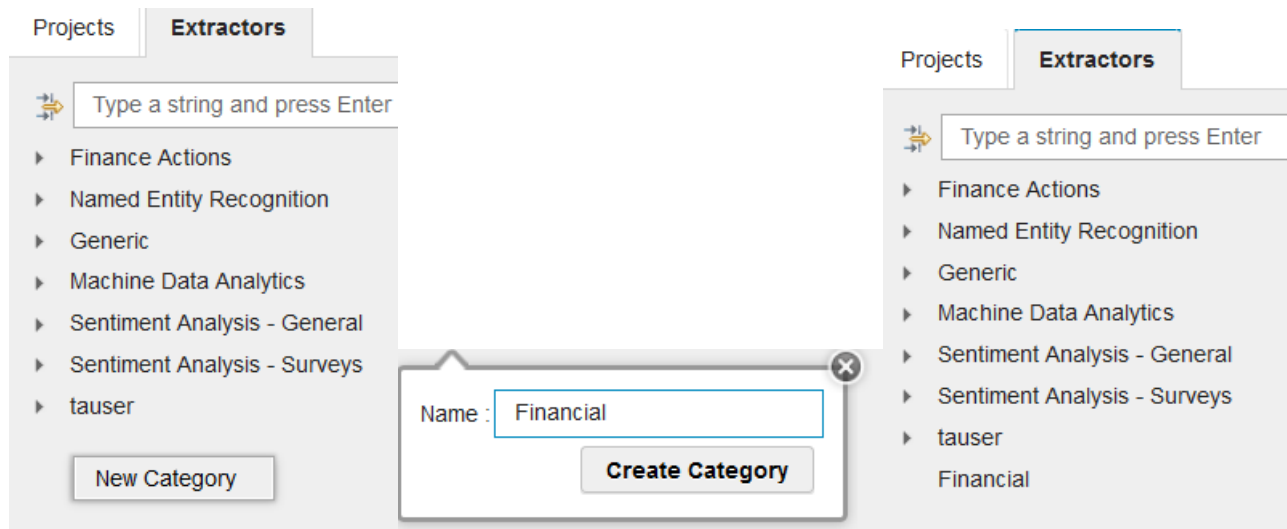 Projects Extractors
Type a string and press Enter
Finance Actions
Named Entity Recognition
Generic
Machine Data Analytics
Sentiment Analysis - General
Sentiment Analysis - Surveys
tauser
New Category
Name : Financial
Create Category
Projects Extractors
Type a string and press Enter
Finance Actions
Named Entity Recognition
Generic
Machine Data Analytics
Sentiment Analysis - General
Sentiment Analysis - Surveys
tauser
Financial